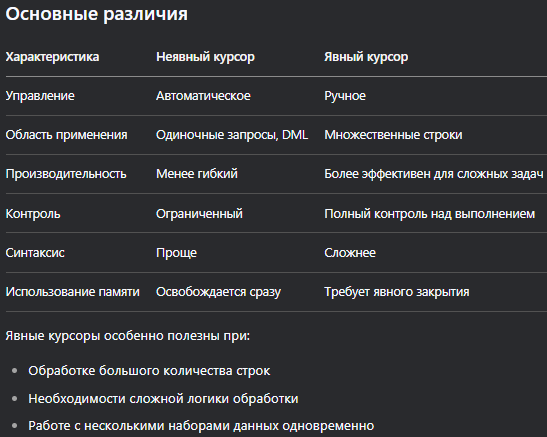 Основные различия
Характеристика Неявный курсор Явный курсор
Управление Автоматическое Ручное
Область применения Одиночные запросы, DML Множественные строки
Производительность Менее гибкий Более эффективен для сложных задач
Контроль Ограниченный Полный контроль над выполнением
Синтаксис Проще Сложнее
Использование памяти Освобождается сразу Требует явного закрытия
Явные курсоры особенно полезны при:
• Обработке большого количества строк
• Необходимости сложной логики обработки
• Работе с несколькими наборами данных одновременно